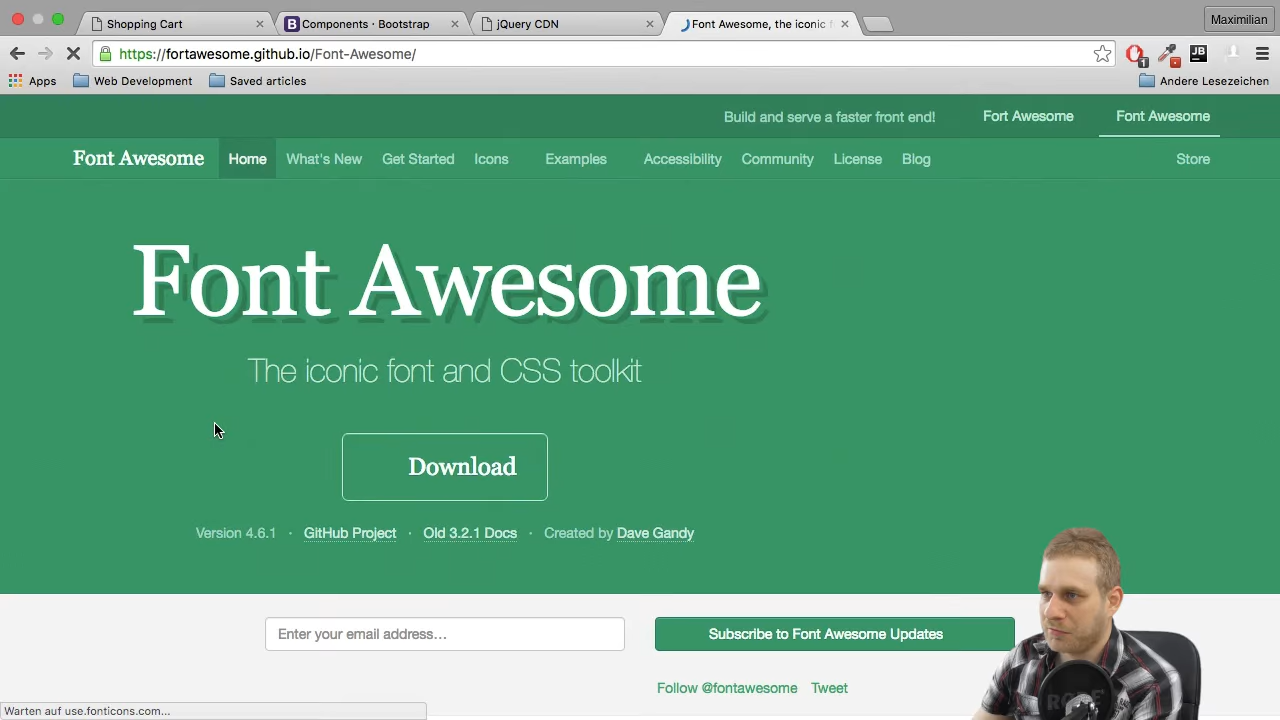 Shopping Cart
Components · Bootstrap
jQuery CDN
Font Awesome, the iconic f
Maximilian
https://fortawesome.github.io/Font-Awesome/
1
JB
Apps
Web Development
Saved articles
Andere Lesezeichen
Build and serve a faster front end!
Fort Awesome
Font Awesome
Font Awesome
Home
What's New
Get Started
Icons
Examples
Accessibility
Community
License
Blog
Store
Font Awesome
The iconic font and CSS toolkit
Download
Version 4.6.1 · GitHub Project · Old 3.2.1 Docs · Created by Dave Gandy
Enter your email address...
Subscribe to Font Awesome Updates
Follow @fontawesome
Tweet
Warten auf use.fonticons.com...